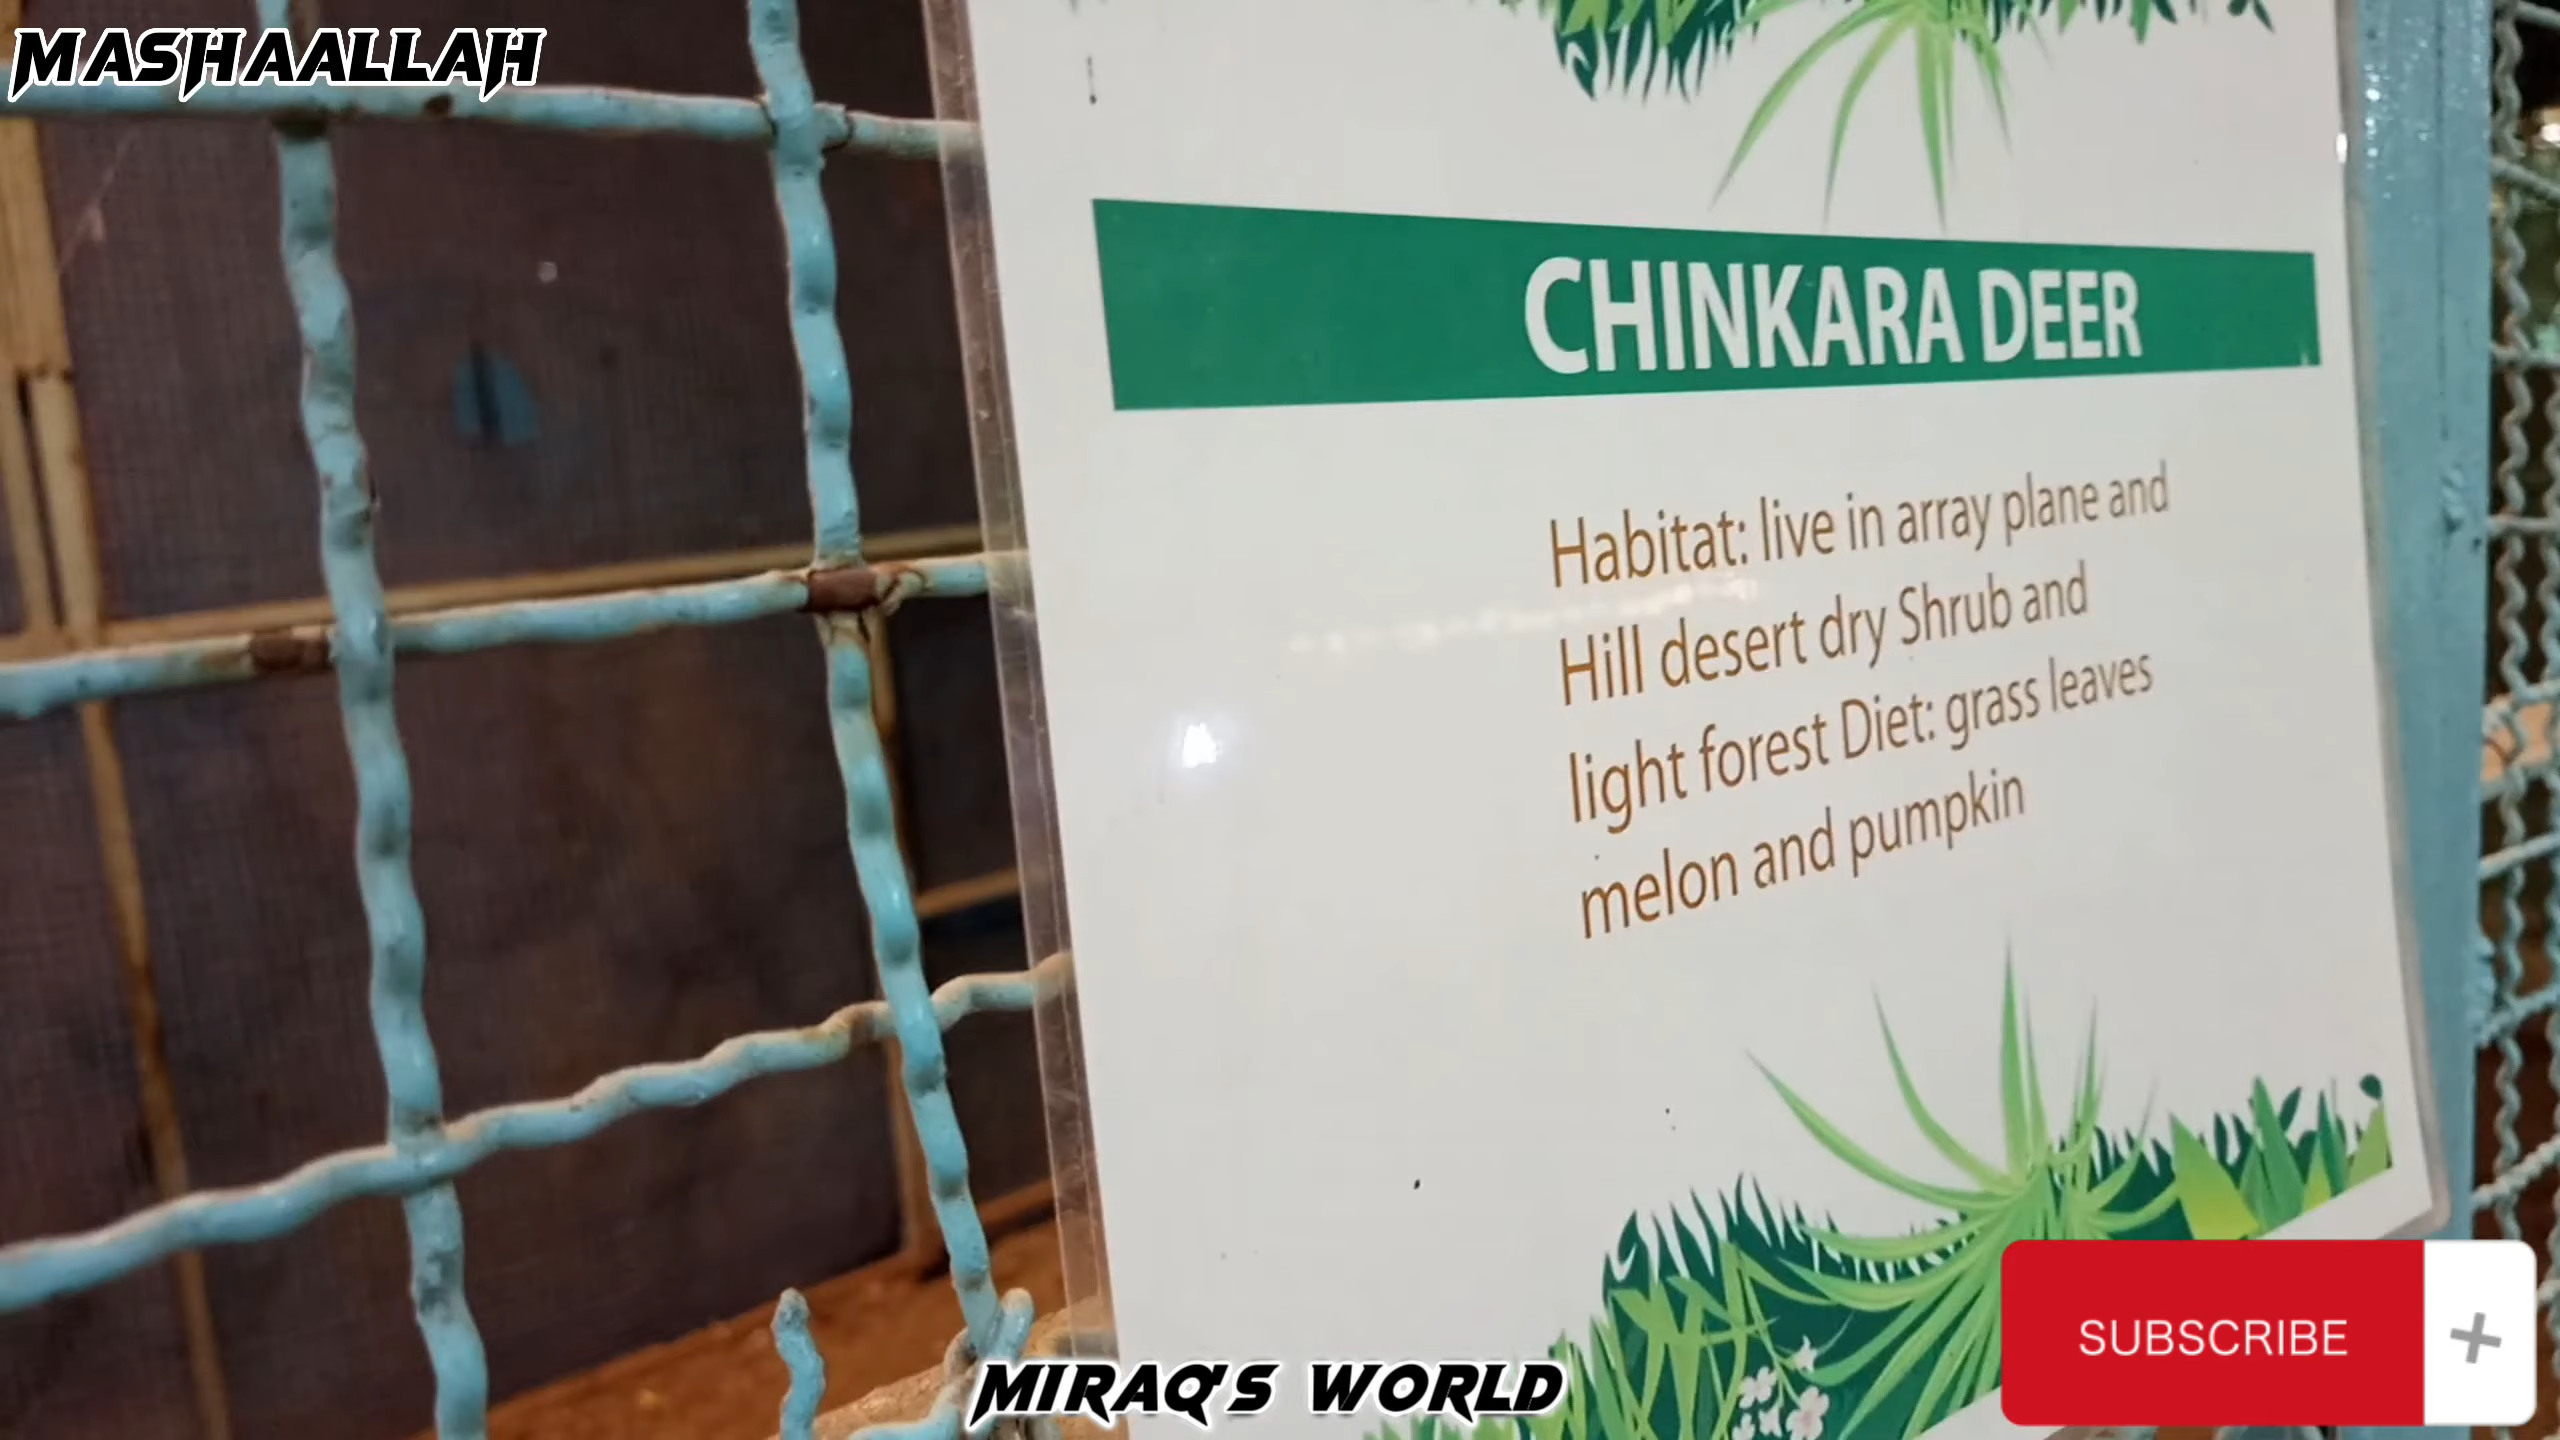 MASHAALLAH
CHINKARA DEER
Habitat: live in array plane and
Hill desert dry Shrub and
light forest Diet: grass leaves
melon and pumpkin
MIRAQ'S WORLD
SUBSCRIBE